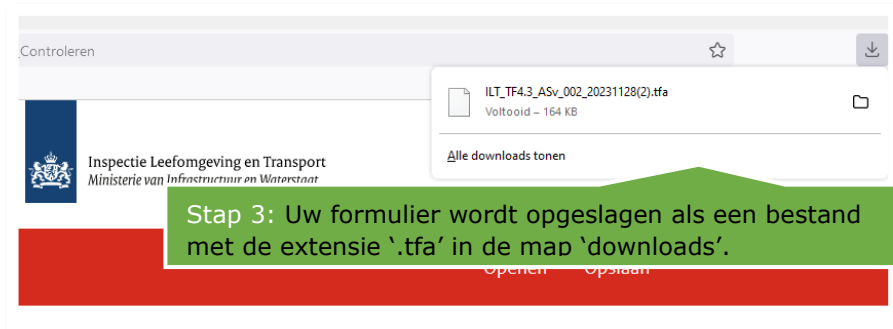 Controleren
ILT_TF4.3_ASv_002_20231128(2).tfa
Voltooid – 164 KB
Alle downloads tonen
Inspectie Leefomgeving en Transport
Ministerie van Infrastructuur en Waterstaat
Stap 3: Uw formulier wordt opgeslagen als een bestand
met de extensie ‘.tfa’ in de map ‘downloads’.
Openen Opslaan